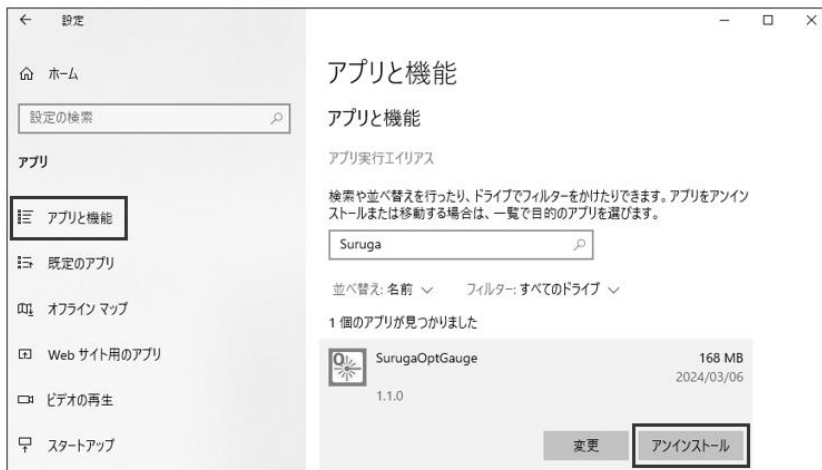 設定
ホーム
設定の検索
アプリ
アプリと機能
既定のアプリ
オフライン マップ
Web サイト用のアプリ
ビデオの再生
スタートアップ
アプリと機能
アプリと機能
アプリ実行エイリアス
検索や並べ替えを行ったり、ドライブでフィルターをかけたりできます。アプリをアンイン
ストールまたは移動する場合は、一覧で目的のアプリを選びます。
Suruga
並べ替え: 名前 フィルター: すべてのドライブ
1 個のアプリが見つかりました
SurugaOptGauge 168 MB
2024/03/06
1.1.0
変更 アンインストール